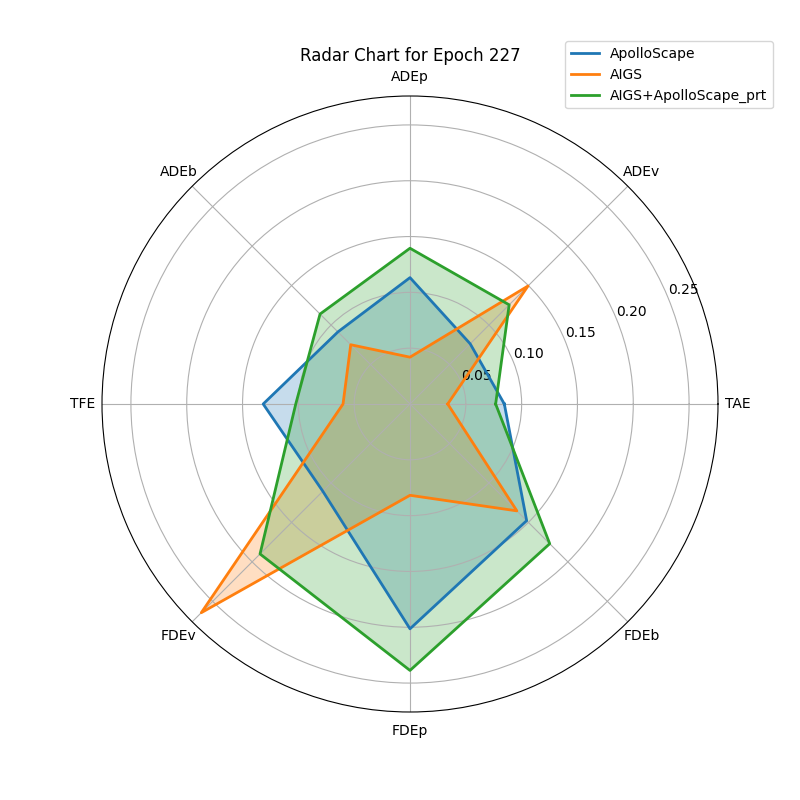 Radar Chart for Epoch 227
ApolloScape
AIGS
AIGS+ApolloScape_prt
ADEp
ADEb
ADEv
0.25
0.20
0.15
0.10
0.05
TFE
TAE
FDEv
FDEb
FDEp